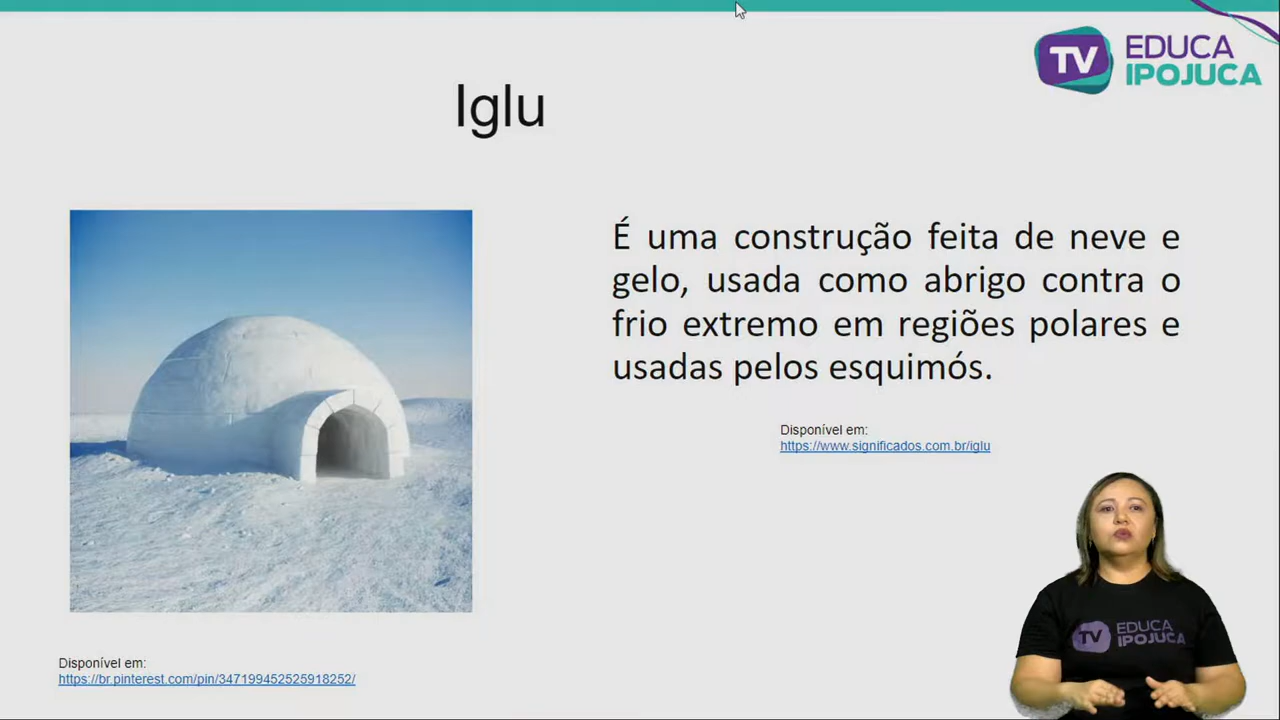 TV EDUCA
IPOJUCA
Iglu
É uma construção feita de neve e
gelo, usada como abrigo contra o
frio extremo em regiões polares e
usadas pelos esquimós.
Disponível em:
https://www.significados.com.br/iglu
TV EDUCA
IPOJUCA
Disponível em:
https://br.pinterest.com/pin/347199452525918252/